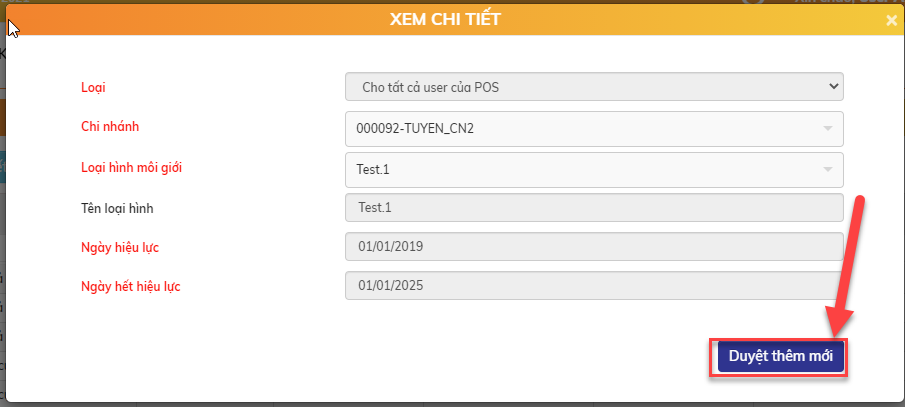 XEM CHI TIẾT
Loại Cho tất cả user của POS
Chi nhánh 000092-TUYEN_CN2
Loại hình môi giới Test.1
Tên loại hình Test.1
Ngày hiệu lực 01/01/2019
Ngày hết hiệu lực 01/01/2025
Duyệt thêm mới